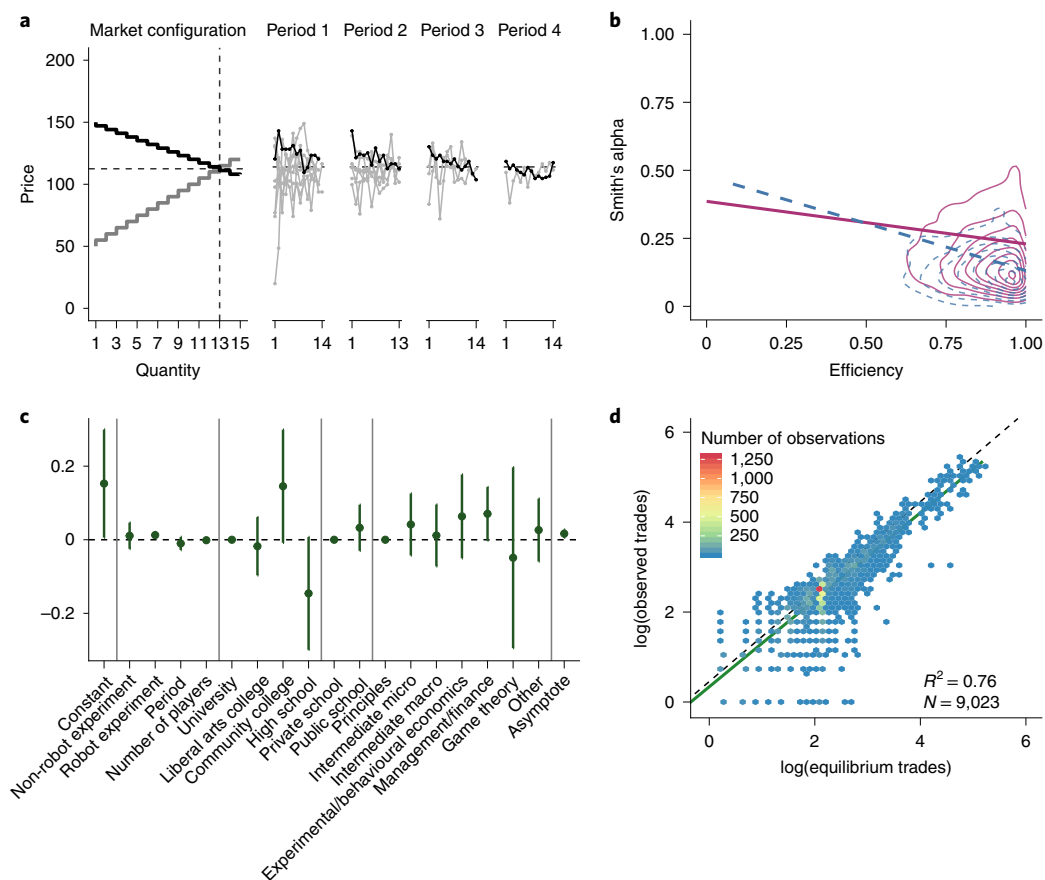 a
Market configuration
Period 1
Period 2
Period 3
Period 4
200
150
100
50
0
Price
1
3
5
7
9
11
13
15
Quantity
1
14
1
13
1
14
1
14
b
1.00
0.75
0.50
0.25
0
Smith's alpha
0
0.25
0.50
0.75
1.00
Efficiency
c
0.2
0
−0.2
Constant
Non-robot experiment
Robot experiment
Period
Number of players
University
Liberal arts college
Community college
High school
Private school
Public school
Principles
Intermediate micro
Intermediate macro
Experimental/behavioural economics
Management/finance
Game theory
Other
Asymptote
d
Number of observations
1,250
1,000
750
500
250
6
4
2
0
log(observed trades)
R² = 0.76
N = 9,023
0
2
4
6
log(equilibrium trades)